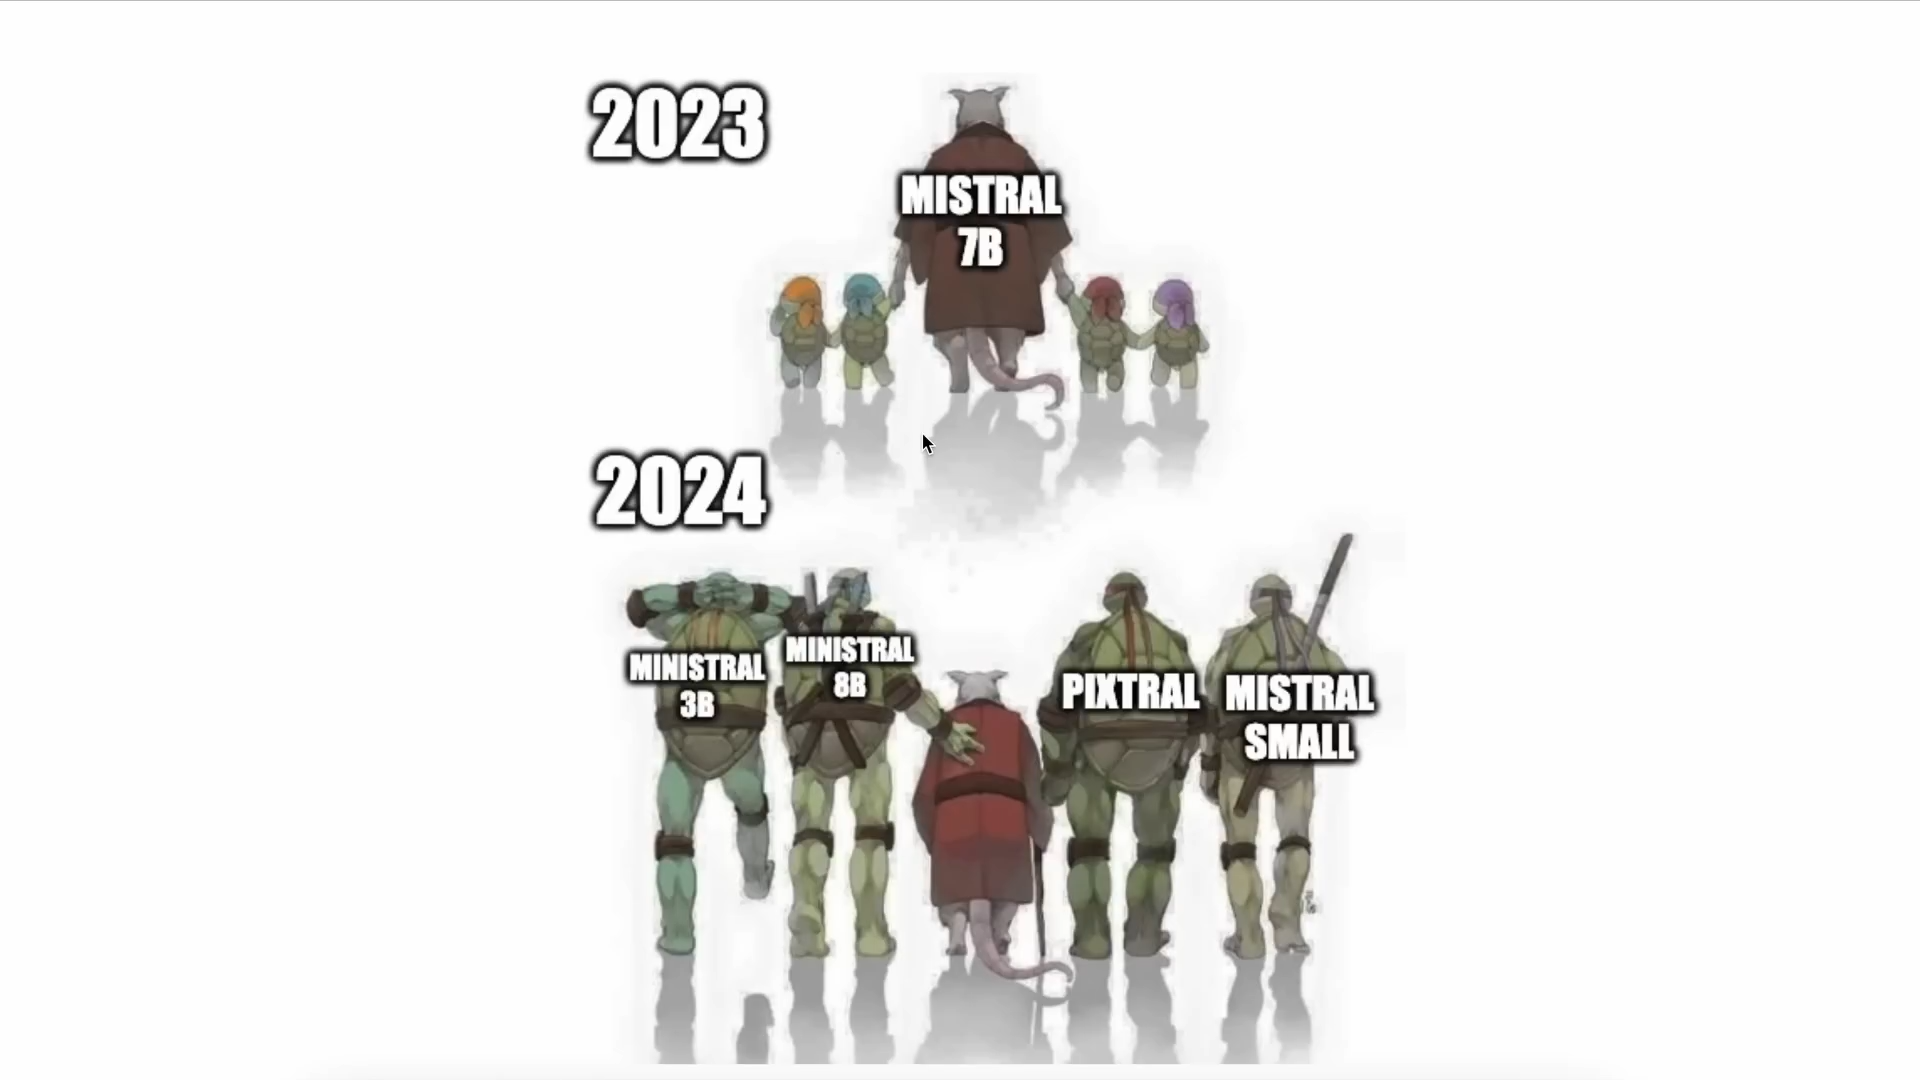 2023
MISTRAL
7B
2024
MINISTRAL
3B
MINISTRAL
8B
PIXTRAL
MISTRAL
SMALL